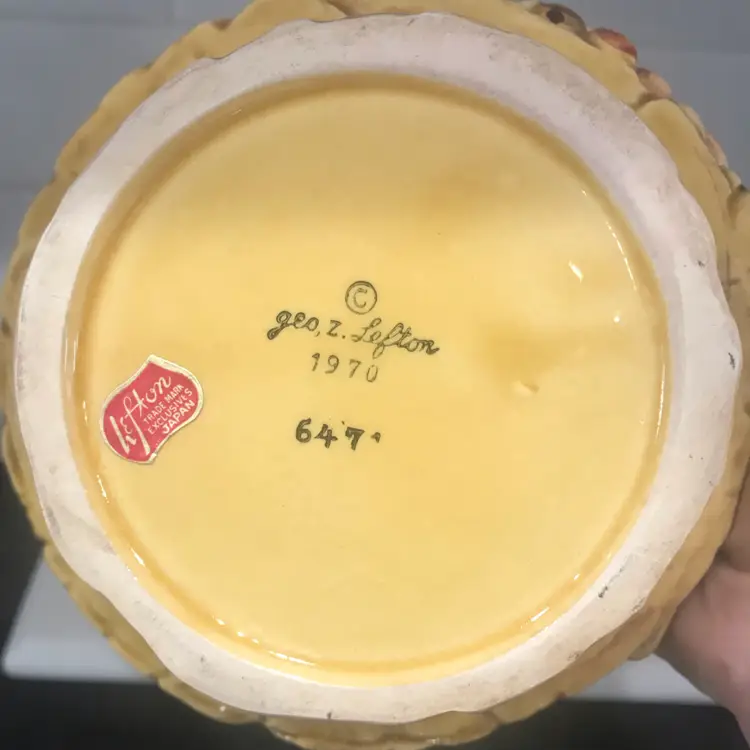 ©
geo. z. Lefton
1970
647
Lefton
TRADE MARK
EXCLUSIVES
JAPAN